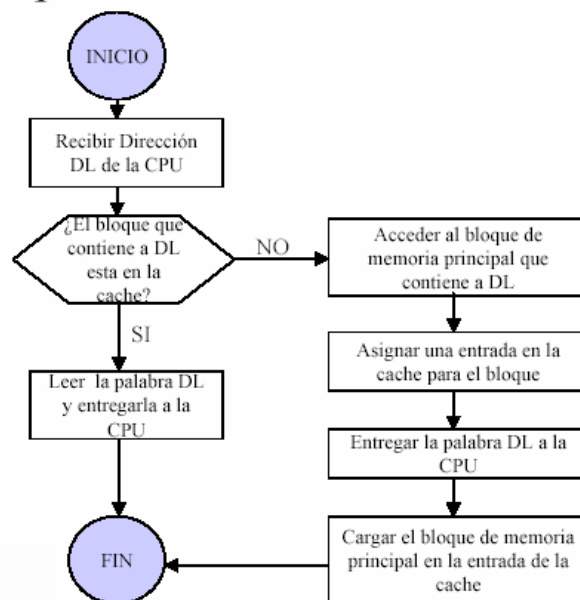 INICIO
Recibir Dirección
DL de la CPU
¿El bloque que
contiene a DL
esta en la
cache?
NO
SI
Leer la palabra DL
y entregarla a la
CPU
Acceder al bloque de
memoria principal que
contiene a DL
Asignar una entrada en la
cache para el bloque
Entregar la palabra DL a la
CPU
Cargar el bloque de memoria
principal en la entrada de la
cache
FIN